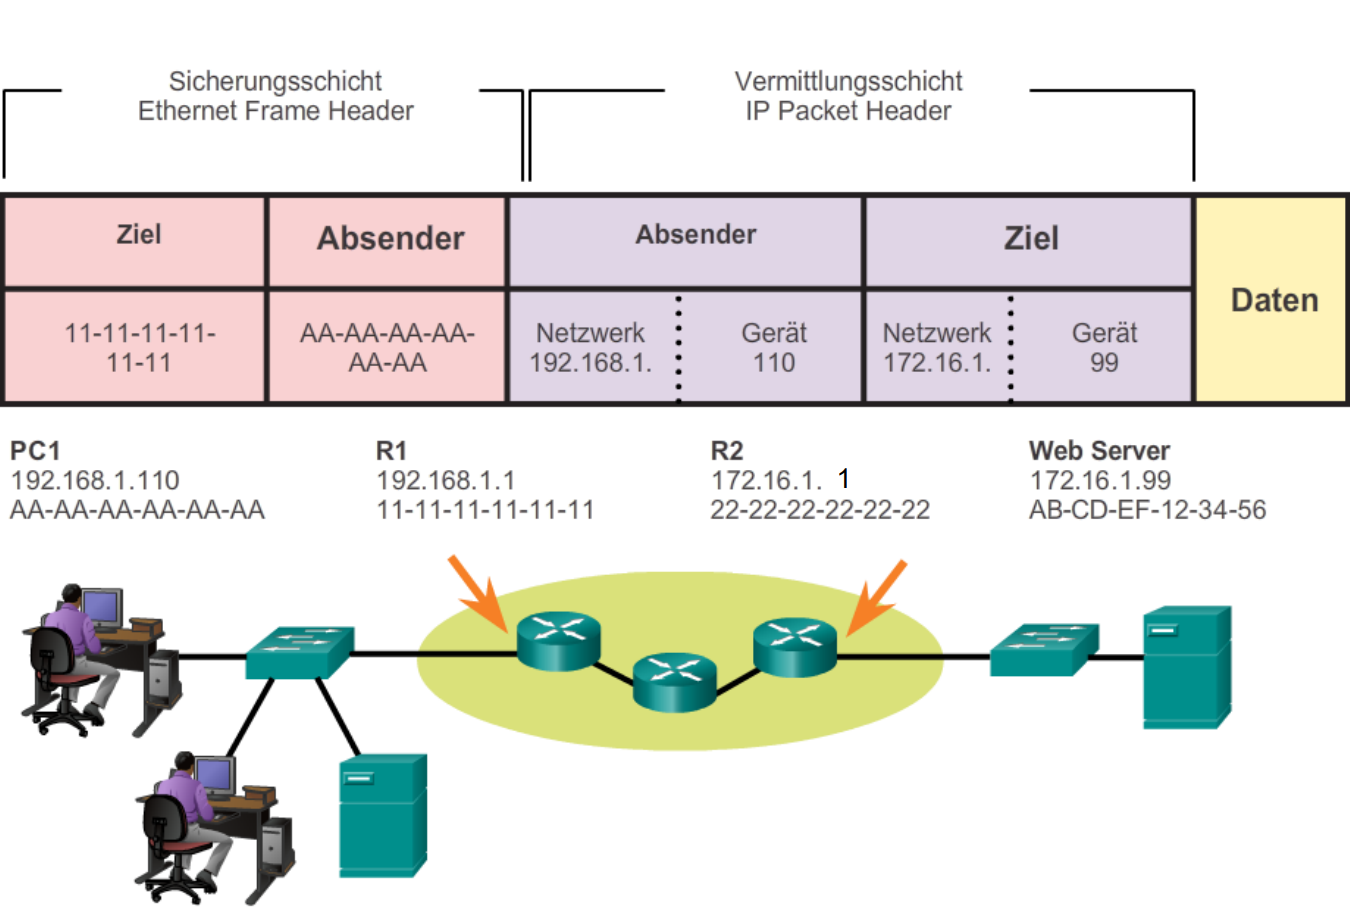 Sicherungsschicht
Ethernet Frame Header
Vermittlungsschicht
IP Packet Header
Ziel
Absender
Absender
Ziel
Daten
11-11-11-11-
11-11
AA-AA-AA-AA-
AA-AA
Netzwerk
192.168.1.
Gerät
110
Netzwerk
172.16.1.
Gerät
99
PC1
192.168.1.110
AA-AA-AA-AA-AA-AA
R1
192.168.1.1
11-11-11-11-11-11
R2
172.16.1. 1
22-22-22-22-22-22
Web Server
172.16.1.99
AB-CD-EF-12-34-56